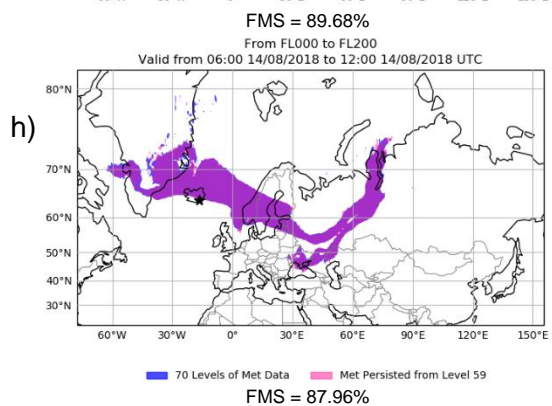 FMS = 89.68%
From FL000 to FL200
Valid from 06:00 14/08/2018 to 12:00 14/08/2018 UTC
h)
80°N
70°N
60°N
50°N
40°N
30°N
60°W 30°W 0° 30°E 60°E 90°E 120°E 150°E
70 Levels of Met Data Met Persisted from Level 59
FMS = 87.96%